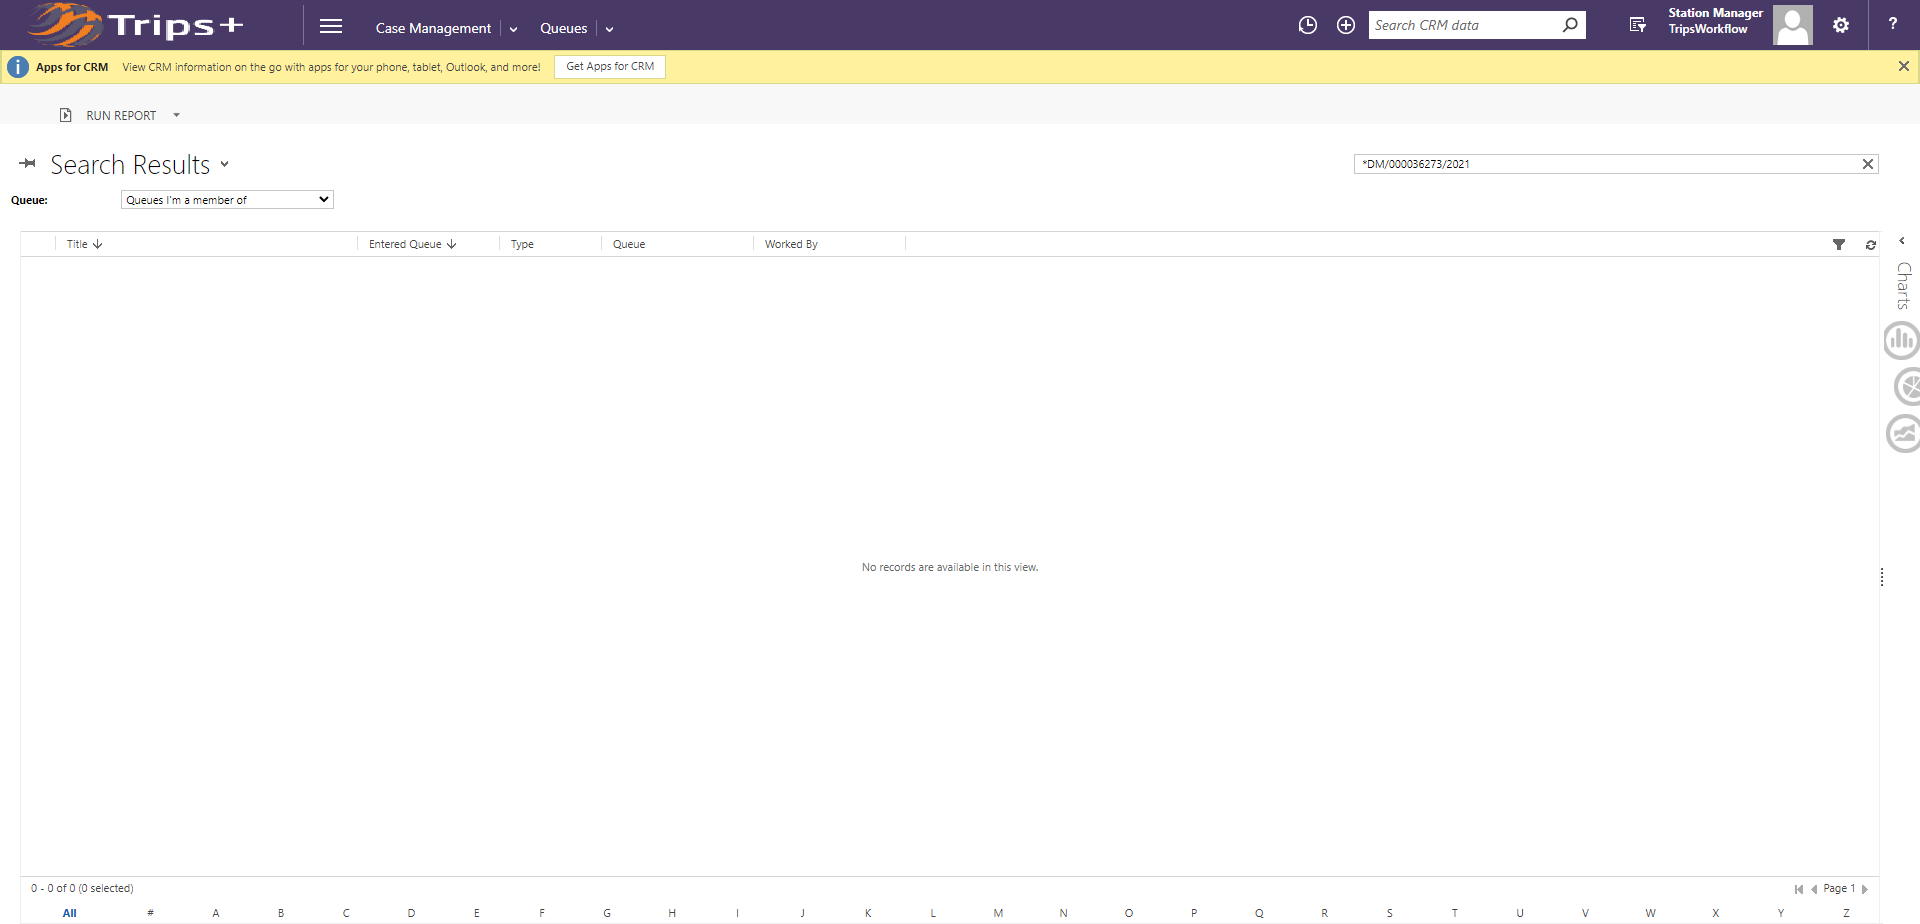 Trips+
Case Management
Queues
Search CRM data
Station Manager
TripsWorkflow
?
Apps for CRM View CRM information on the go with apps for your phone, tablet, Outlook, and more! Get Apps for CRM
RUN REPORT
Search Results
*DM/000036273/2021
Queue: Queues I'm a member of
Title Entered Queue Type Queue Worked By
Charts
No records are available in this view.
0 - 0 of 0 (0 selected)
Page 1
All # A B C D E F G H I J K L M N O P Q R S T U V W X Y Z